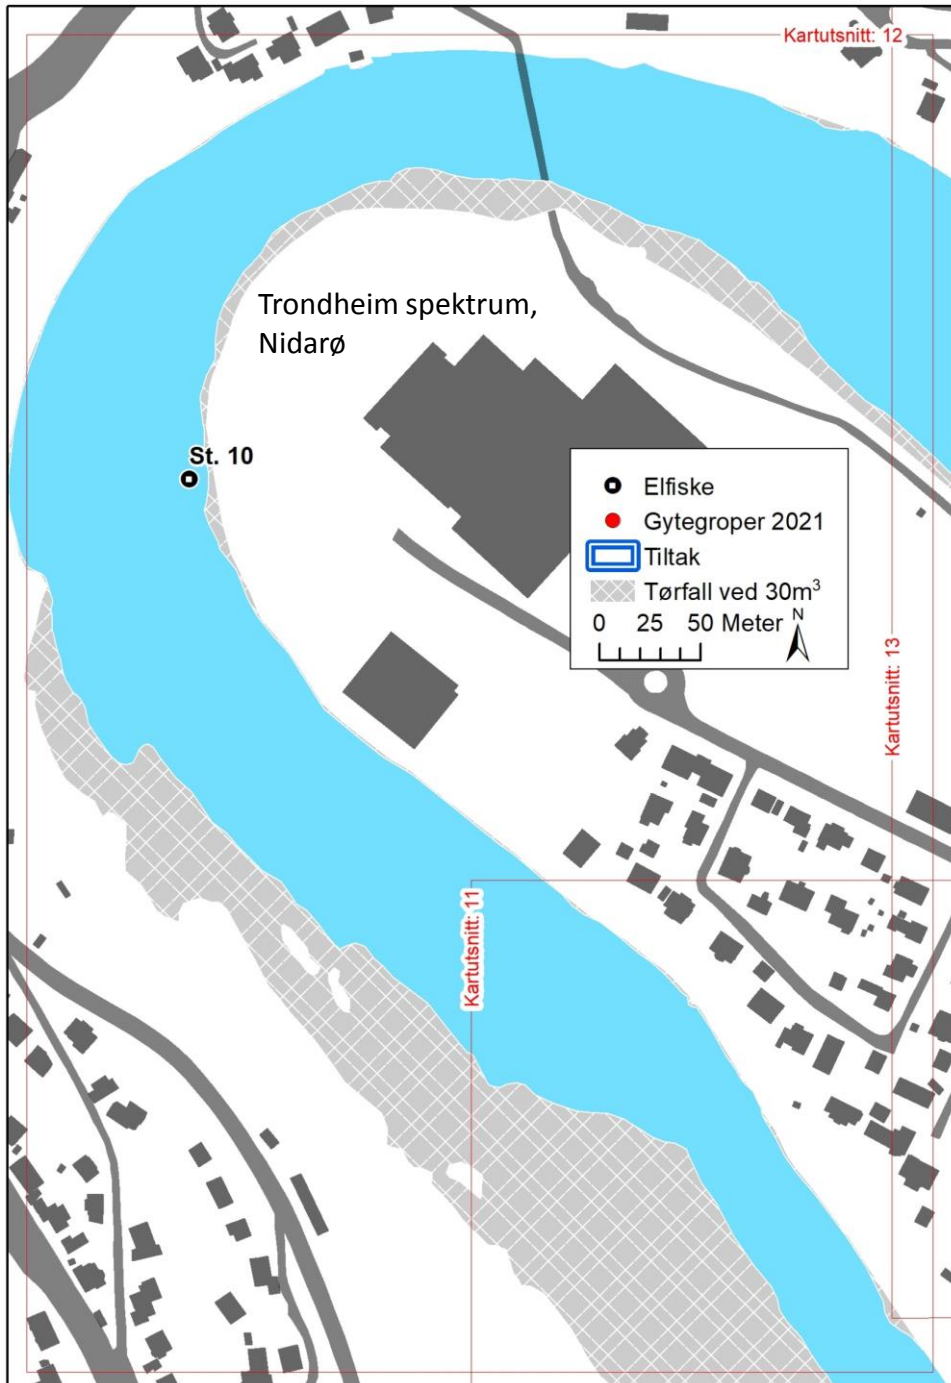 Kartutsnitt: 12
Trondheim spektrum,
Nidarø
St. 10
Elfiske
Gytegroper 2021
Tiltak
Tørfall ved 30m³
0 25 50 Meter
N
Kartutsnitt: 13
Kartutsnitt: 11